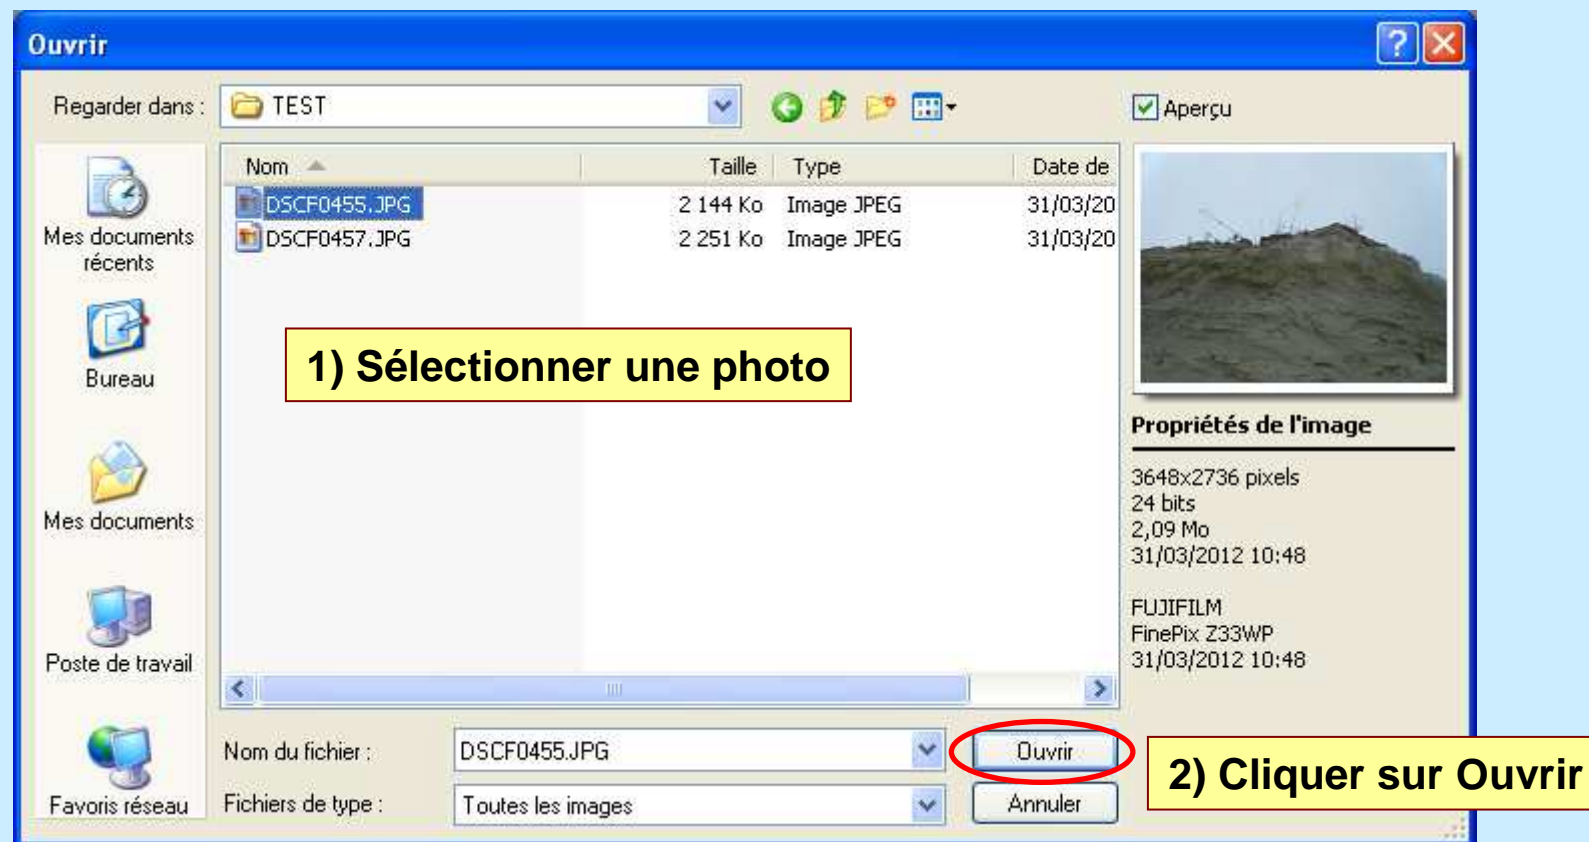 Ouvrir
Regarder dans :
TEST
Aperçu
Nom Taille Type Date de
DSCF0455.JPG 2 144 Ko Image JPEG 31/03/20
DSCF0457.JPG 2 251 Ko Image JPEG 31/03/20
Mes documents
récents
Bureau
Mes documents
Poste de travail
Favoris réseau
1) Sélectionner une photo
Propriétés de l'image
3648x2736 pixels
24 bits
2,09 Mo
31/03/2012 10:48
FUJIFILM
FinePix Z33WP
31/03/2012 10:48
Nom du fichier : DSCF0455.JPG Ouvrir
2) Cliquer sur Ouvrir
Fichiers de type : Toutes les images Annuler